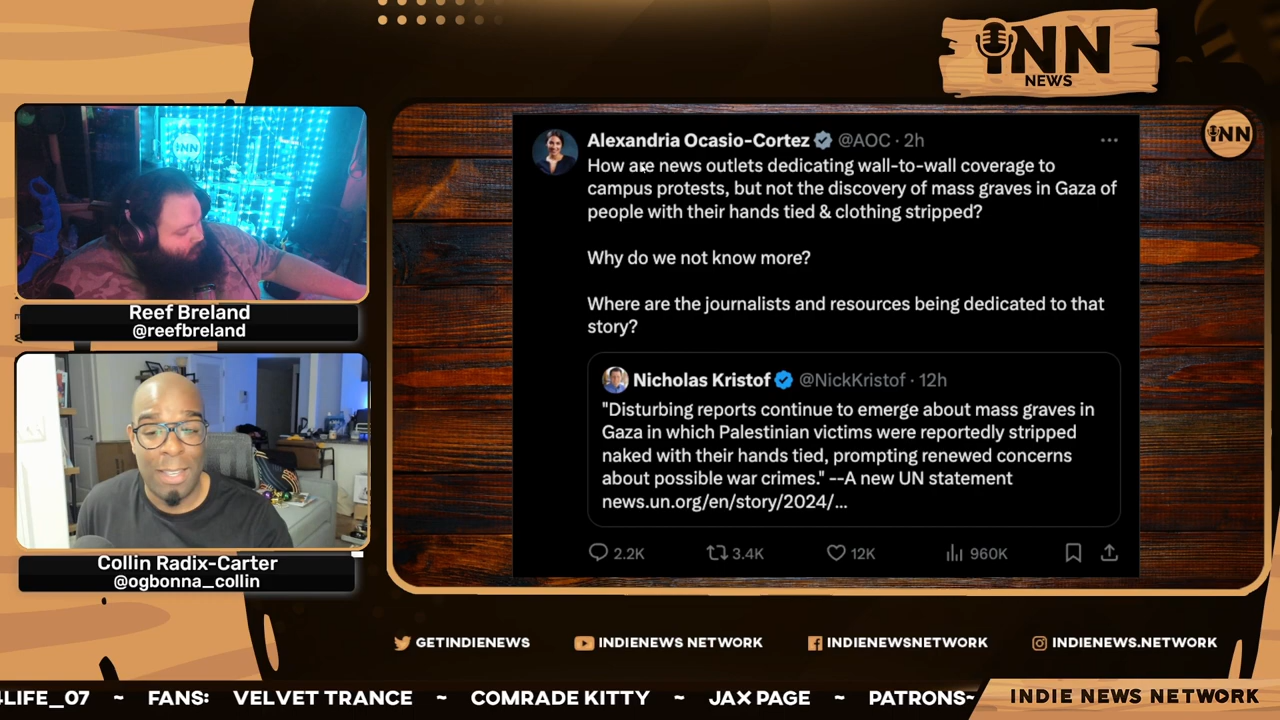 INN
NEWS
INN
INN
Reef Breland
@reefbreland
Collin Radix-Carter
@ogbonna_collin
Alexandria Ocasio-Cortez @AOC · 2h
How are news outlets dedicating wall-to-wall coverage to
campus protests, but not the discovery of mass graves in Gaza of
people with their hands tied & clothing stripped?
Why do we not know more?
Where are the journalists and resources being dedicated to that
story?
Nicholas Kristof @NickKristof · 12h
"Disturbing reports continue to emerge about mass graves in
Gaza in which Palestinian victims were reportedly stripped
naked with their hands tied, prompting renewed concerns
about possible war crimes." --A new UN statement
news.un.org/en/story/2024/...
2.2K 3.4K 12K 960K
GETINDIENEWS INDIENEWS NETWORK INDIENEWSNETWORK INDIENEWS.NETWORK
4LIFE_07 ~ FANS: VELVET TRANCE ~ COMRADE KITTY ~ JAX PAGE ~ PATRONS~
INDIE NEWS NETWORK